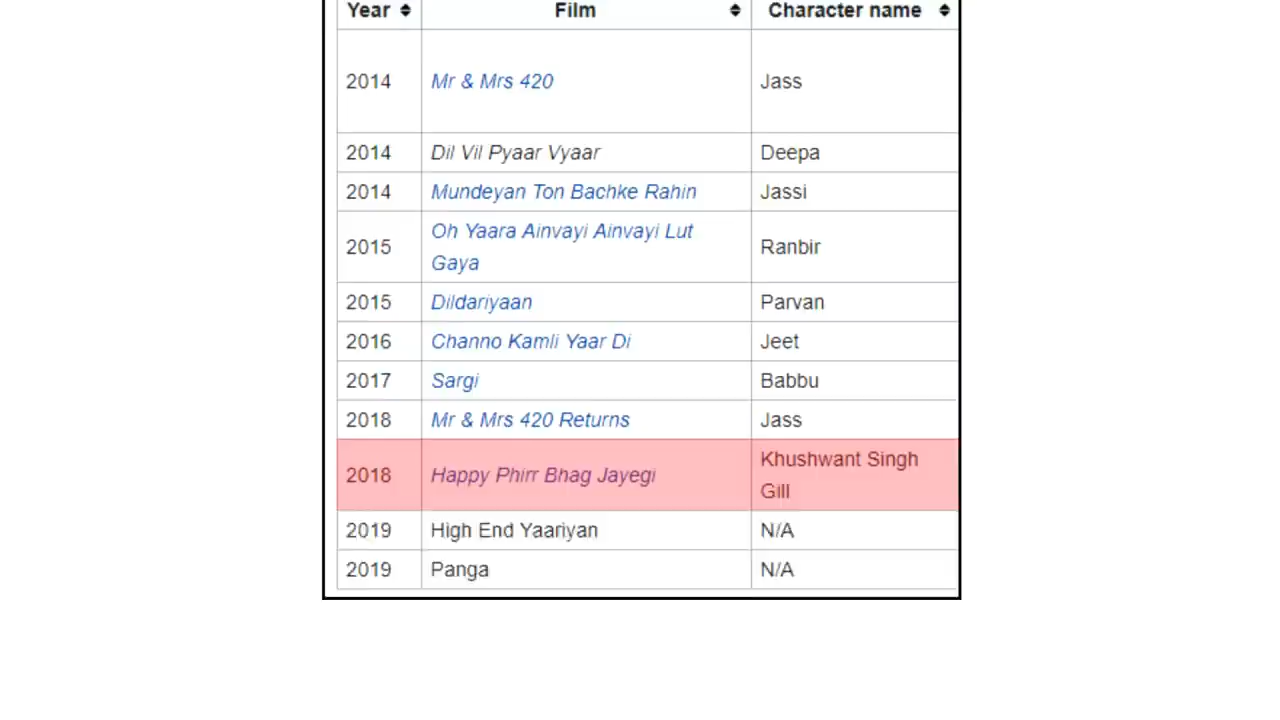 Year Film Character name
2014 Mr & Mrs 420 Jass
2014 Dil Vil Pyaar Vyaar Deepa
2014 Mundeyan Ton Bachke Rahin Jassi
2015 Oh Yaara Ainvayi Ainvayi Lut
Gaya Ranbir
2015 Dildariyaan Parvan
2016 Channo Kamli Yaar Di Jeet
2017 Sargi Babbu
2018 Mr & Mrs 420 Returns Jass
2018 Happy Phirr Bhag Jayegi Khushwant Singh
Gill
2019 High End Yaariyan N/A
2019 Panga N/A